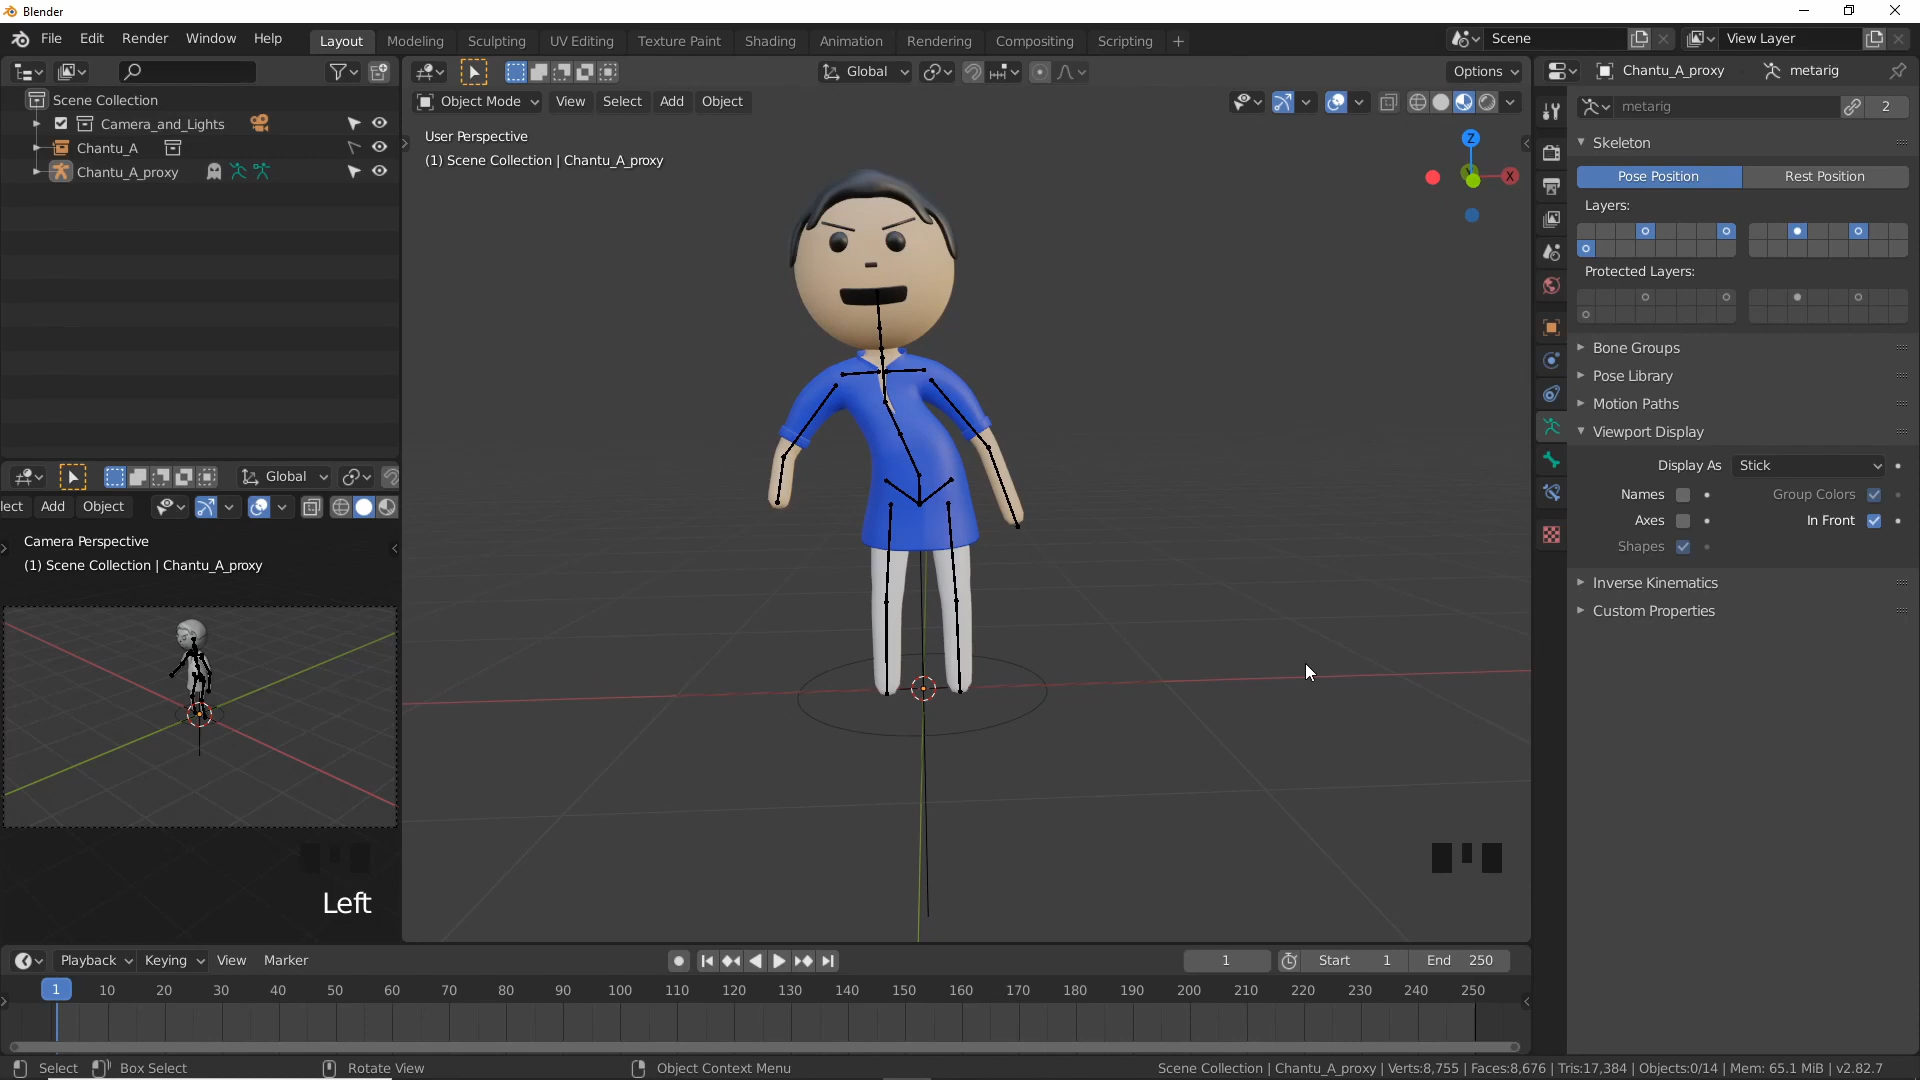 Blender
File Edit Render Window Help
Layout Modeling Sculpting UV Editing Texture Paint Shading Animation Rendering Compositing Scripting +
Scene
View Layer
Global
Options
Chantu_A_proxy metarig
Scene Collection
Camera_and_Lights
Chantu_A
Chantu_A_proxy
Object Mode View Select Add Object
User Perspective
(1) Scene Collection | Chantu_A_proxy
Z
Y
X
metarig 2
Skeleton
Pose Position Rest Position
Layers:
Protected Layers:
Bone Groups
Pose Library
Motion Paths
Viewport Display
Display As Stick
Names Group Colors
Axes In Front
Shapes
Inverse Kinematics
Custom Properties
Global
lect Add Object
Camera Perspective
(1) Scene Collection | Chantu_A_proxy
Left
Playback Keying View Marker
1 Start 1 End 250
1 10 20 30 40 50 60 70 80 90 100 110 120 130 140 150 160 170 180 190 200 210 220 230 240 250
Select Box Select Rotate View Object Context Menu
Scene Collection | Chantu_A_proxy | Verts:8,755 | Faces:8,676 | Tris:17,384 | Objects:0/14 | Mem: 65.1 MiB | v2.82.7